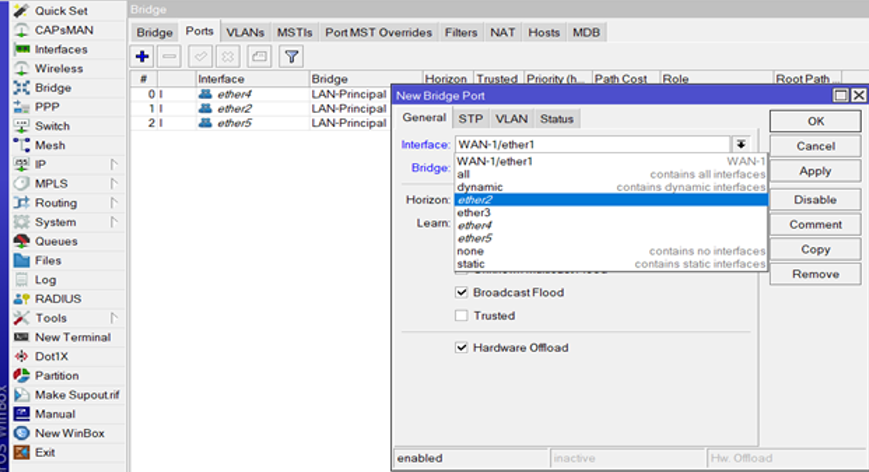 Bridge
Quick Set
CAPsMAN
Interfaces
Wireless
Bridge
PPP
Switch
Mesh
IP
MPLS
Routing
System
Queues
Files
Log
RADIUS
Tools
New Terminal
Dot1X
Partition
Make Supout.rif
Manual
New WinBox
Exit
Bridge Ports VLANs MSTIs Port MST Overrides Filters NAT Hosts MDB
# Interface Bridge Horizon Trusted Priority (h... Path Cost Role Root Path ...
0 I ether4 LAN-Principal
1 I ether2 LAN-Principal
2 I ether5 LAN-Principal
New Bridge Port
General STP VLAN Status
Interface: WAN-1/ether1
Bridge:
Horizon:
Learn:
WAN-1/ether1 WAN-1
all contains all interfaces
dynamic contains dynamic interfaces
ether2
ether3
ether4
ether5
none contains no interfaces
static contains static interfaces
Broadcast Flood
Trusted
Hardware Offload
OK
Cancel
Apply
Disable
Comment
Copy
Remove
enabled inactive Hw. Offload